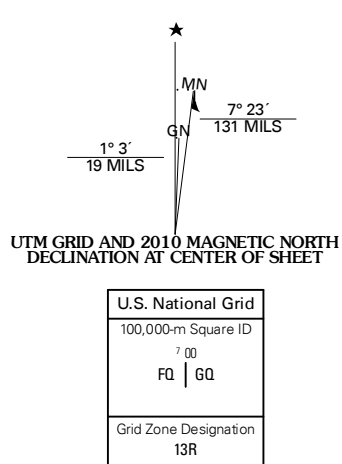 ★
MN
7° 23´
131 MILS
GN
1° 3´
19 MILS
UTM GRID AND 2010 MAGNETIC NORTH
DECLINATION AT CENTER OF SHEET
U.S. National Grid
100,000-m Square ID
7 00
FQ GQ
Grid Zone Designation
13R